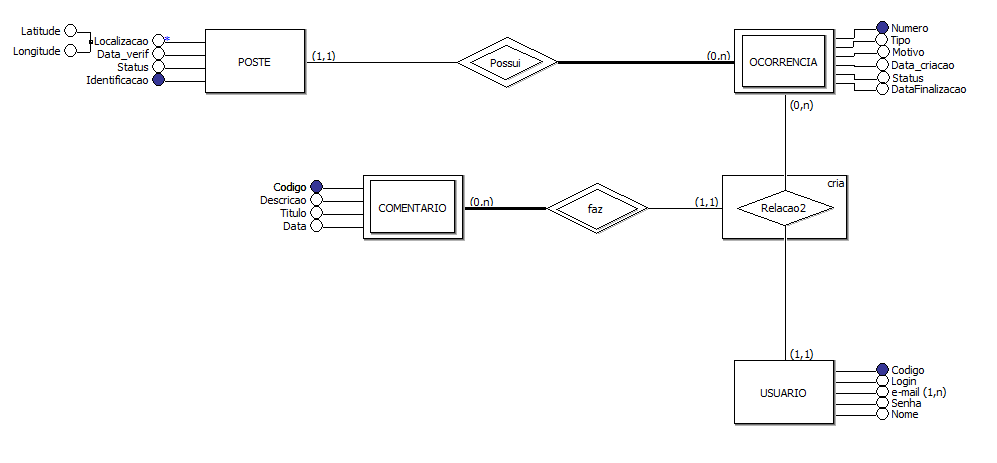 Latitude
Longitude
Localizacao *
Data_verif
Status
Identificacao
POSTE
(1,1)
Possui
(0,n)
OCORRENCIA
Numero
Tipo
Motivo
Data_criacao
Status
DataFinalizacao
(0,n)
Codigo
Descricao
Titulo
Data
COMENTARIO
(0,n)
faz
(1,1)
cria
Relacao2
(1,1)
USUARIO
Codigo
Login
e-mail (1,n)
Senha
Nome